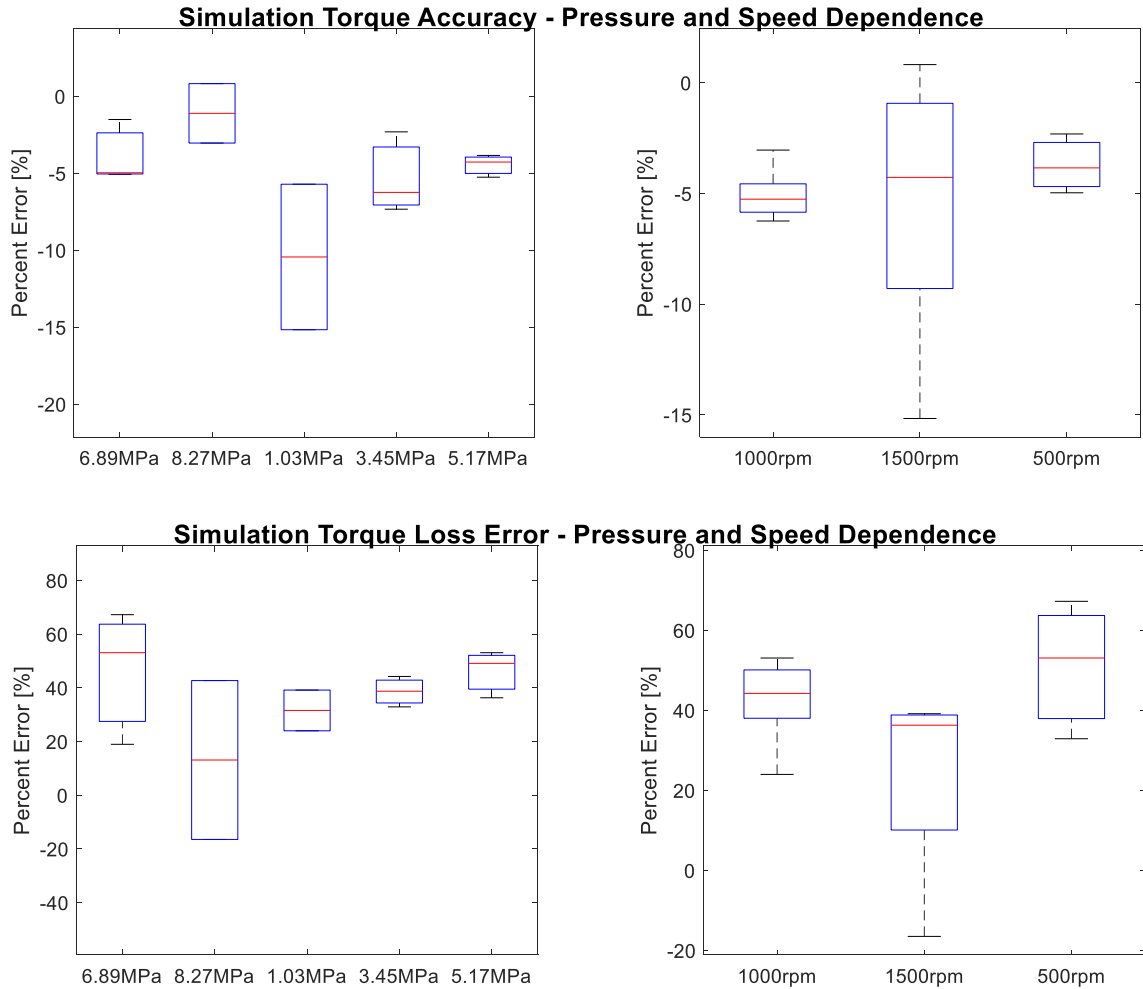 Simulation Torque Accuracy - Pressure and Speed Dependence
Percent Error [%]
0
-5
-10
-15
-20
6.89MPa 8.27MPa 1.03MPa 3.45MPa 5.17MPa
Percent Error [%]
0
-5
-10
-15
1000rpm 1500rpm 500rpm
Simulation Torque Loss Error - Pressure and Speed Dependence
Percent Error [%]
80
60
40
20
0
-20
-40
6.89MPa 8.27MPa 1.03MPa 3.45MPa 5.17MPa
Percent Error [%]
80
60
40
20
0
-20
1000rpm 1500rpm 500rpm